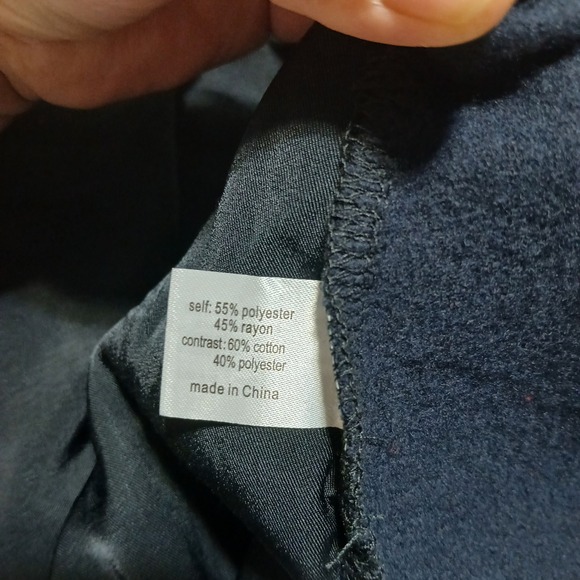 self: 55% polyester
45% rayon
contrast: 60% cotton
40% polyester
made in China